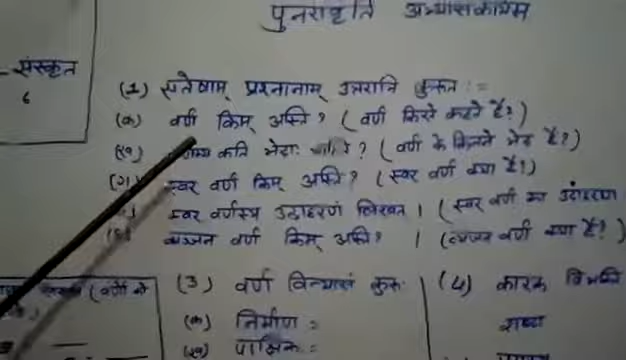 पुनरावृत्ति अभ्यासकार्यम्
संस्कृत
6
(1) एतेषाम् प्रश्नानाम् उत्तराणि कुरूत :=
(क) वर्ण किम् अस्ति ? ( वर्ण किसे कहते है? )
(ख) कति भेदाः ? ( वर्ण के कितने भेद है? )
(ग) स्वर वर्ण किम् अस्ति ? ( स्वर वर्ण क्या है? )
स्वर वर्णस्य उदाहरणं लिखत । ( स्वर वर्ण का उदाहरण
व्यञ्जन वर्ण किम् अस्ति ? । ( व्यंजन वर्ण क्या है? )
(3) वर्ण विन्यासं कुरू
(क) निर्माण =
(ख) पाक्षिक =
(4) कारक विभक्ति
शब्द